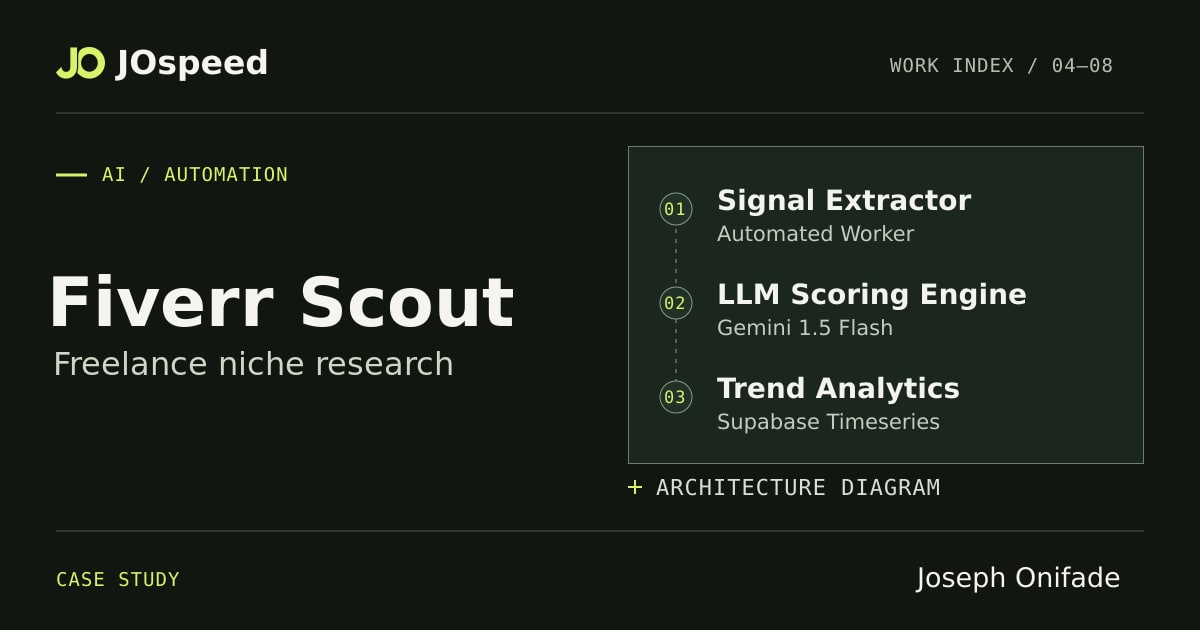 JO JOspeed
WORK INDEX / 04–08
AI / AUTOMATION
Fiverr Scout
Freelance niche research
01 Signal Extractor
Automated Worker
02 LLM Scoring Engine
Gemini 1.5 Flash
03 Trend Analytics
Supabase Timeseries
+ ARCHITECTURE DIAGRAM
CASE STUDY
Joseph Onifade